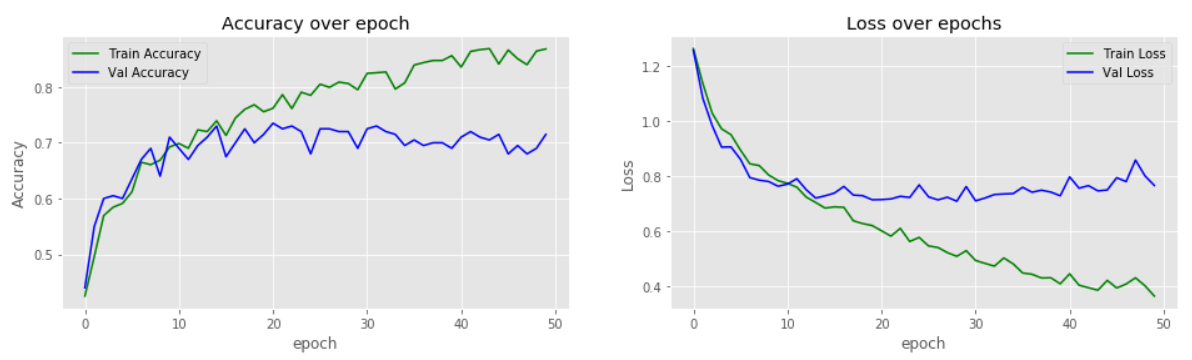 Accuracy over epoch
Train Accuracy
Val Accuracy
0.8
0.7
0.6
0.5
Accuracy
0 10 20 30 40 50
epoch
Loss over epochs
Train Loss
Val Loss
1.2
1.0
0.8
0.6
0.4
Loss
0 10 20 30 40 50
epoch